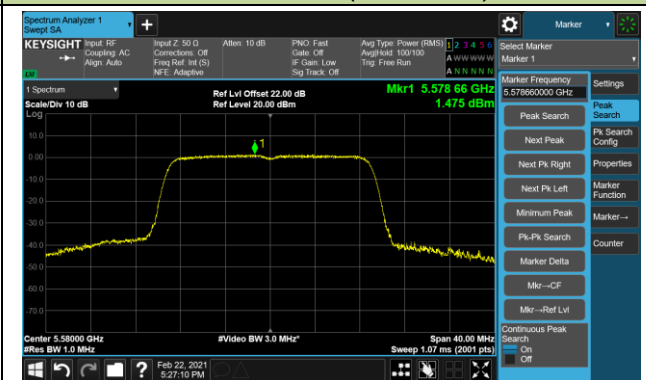 Spectrum Analyzer 1
Swept SA
Marker
KEYSIGHT
Input: RF
Coupling: AC
Align: Auto
Input Z: 50 Ω
Corrections: Off
Freq Ref: Int (S)
NFE: Adaptive
Atten: 10 dB
PNO: Fast
Gate: Off
IF Gain: Low
Sig Track: Off
Avg Type: Power (RMS)
Avg|Hold: 100/100
Trig: Free Run
1 2 3 4 5 6
A W W W W W
A N N N N N
Select Marker
Marker 1
1 Spectrum
Scale/Div 10 dB
Log
Ref Lvl Offset 22.00 dB
Ref Level 20.00 dBm
Mkr1 5.578 66 GHz
1.475 dBm
10.0
0.00
-10.0
-20.0
-30.0
-40.0
-50.0
-60.0
-70.0
1
Center 5.58000 GHz
#Res BW 1.0 MHz
#Video BW 3.0 MHz*
Span 40.00 MHz
Sweep 1.07 ms (2001 pts)
Marker Frequency
5.578660000 GHz
Peak Search
Next Peak
Next Pk Right
Next Pk Left
Minimum Peak
Pk-Pk Search
Marker Delta
Mkr→CF
Mkr→Ref Lvl
Continuous Peak
Search
On
Off
Settings
Peak
Search
Pk Search
Config
Properties
Marker
Function
Marker→
Counter
Feb 22, 2021
5:27:10 PM